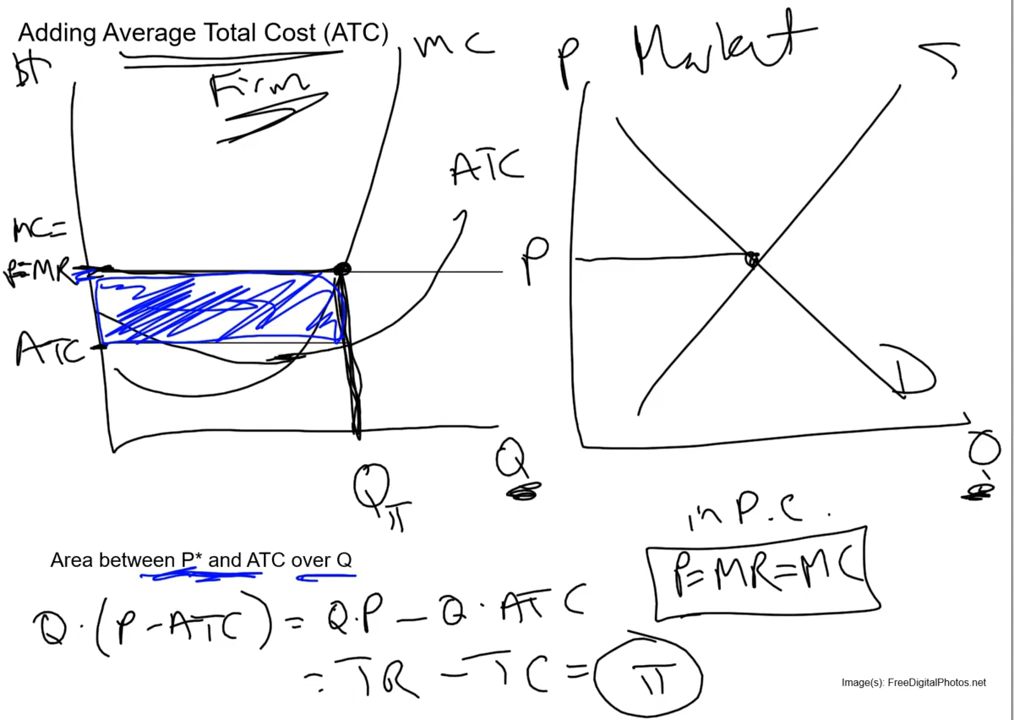 Adding Average Total Cost (ATC)
$
Firm
MC
ATC
MC=
P=MR
ATC
Q
Qπ
P
Market
S
P
D
Q
in P.C.
P=MR=MC
Area between P* and ATC over Q
Q·(P-ATC) = Q·P - Q·ATC
= TR - TC = π
Image(s): FreeDigitalPhotos.net